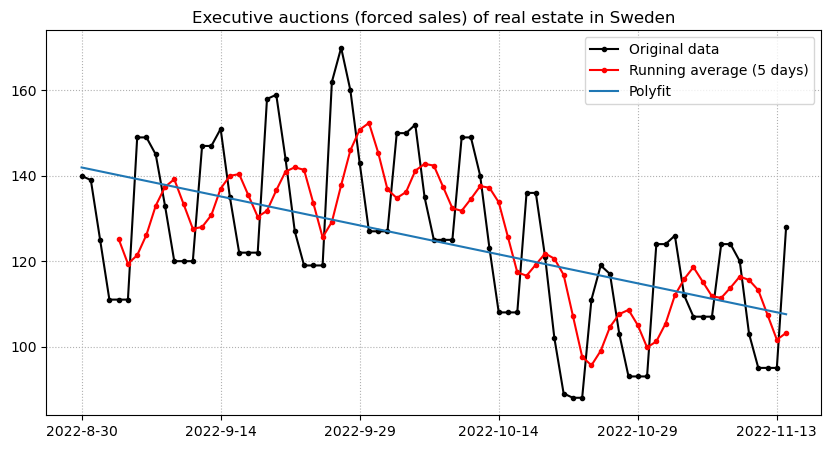 Executive auctions (forced sales) of real estate in Sweden
Original data
Running average (5 days)
Polyfit
160
140
120
100
2022-8-30 2022-9-14 2022-9-29 2022-10-14 2022-10-29 2022-11-13